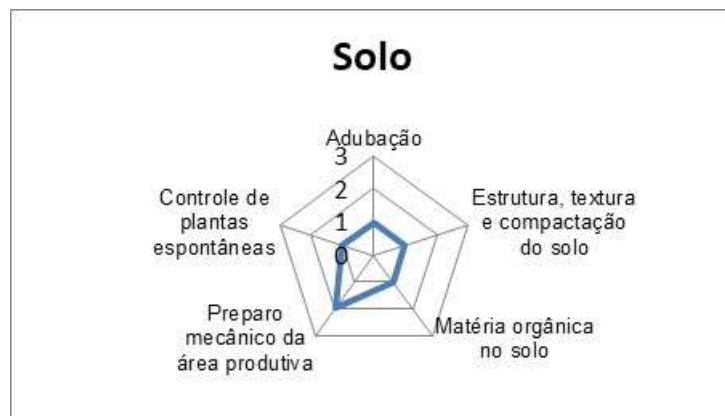 Solo
Adubação
3
2
1
0
Estrutura, textura
e compactação
do solo
Matéria orgânica
no solo
Preparo
mecânico da
área produtiva
Controle de
plantas
espontâneas